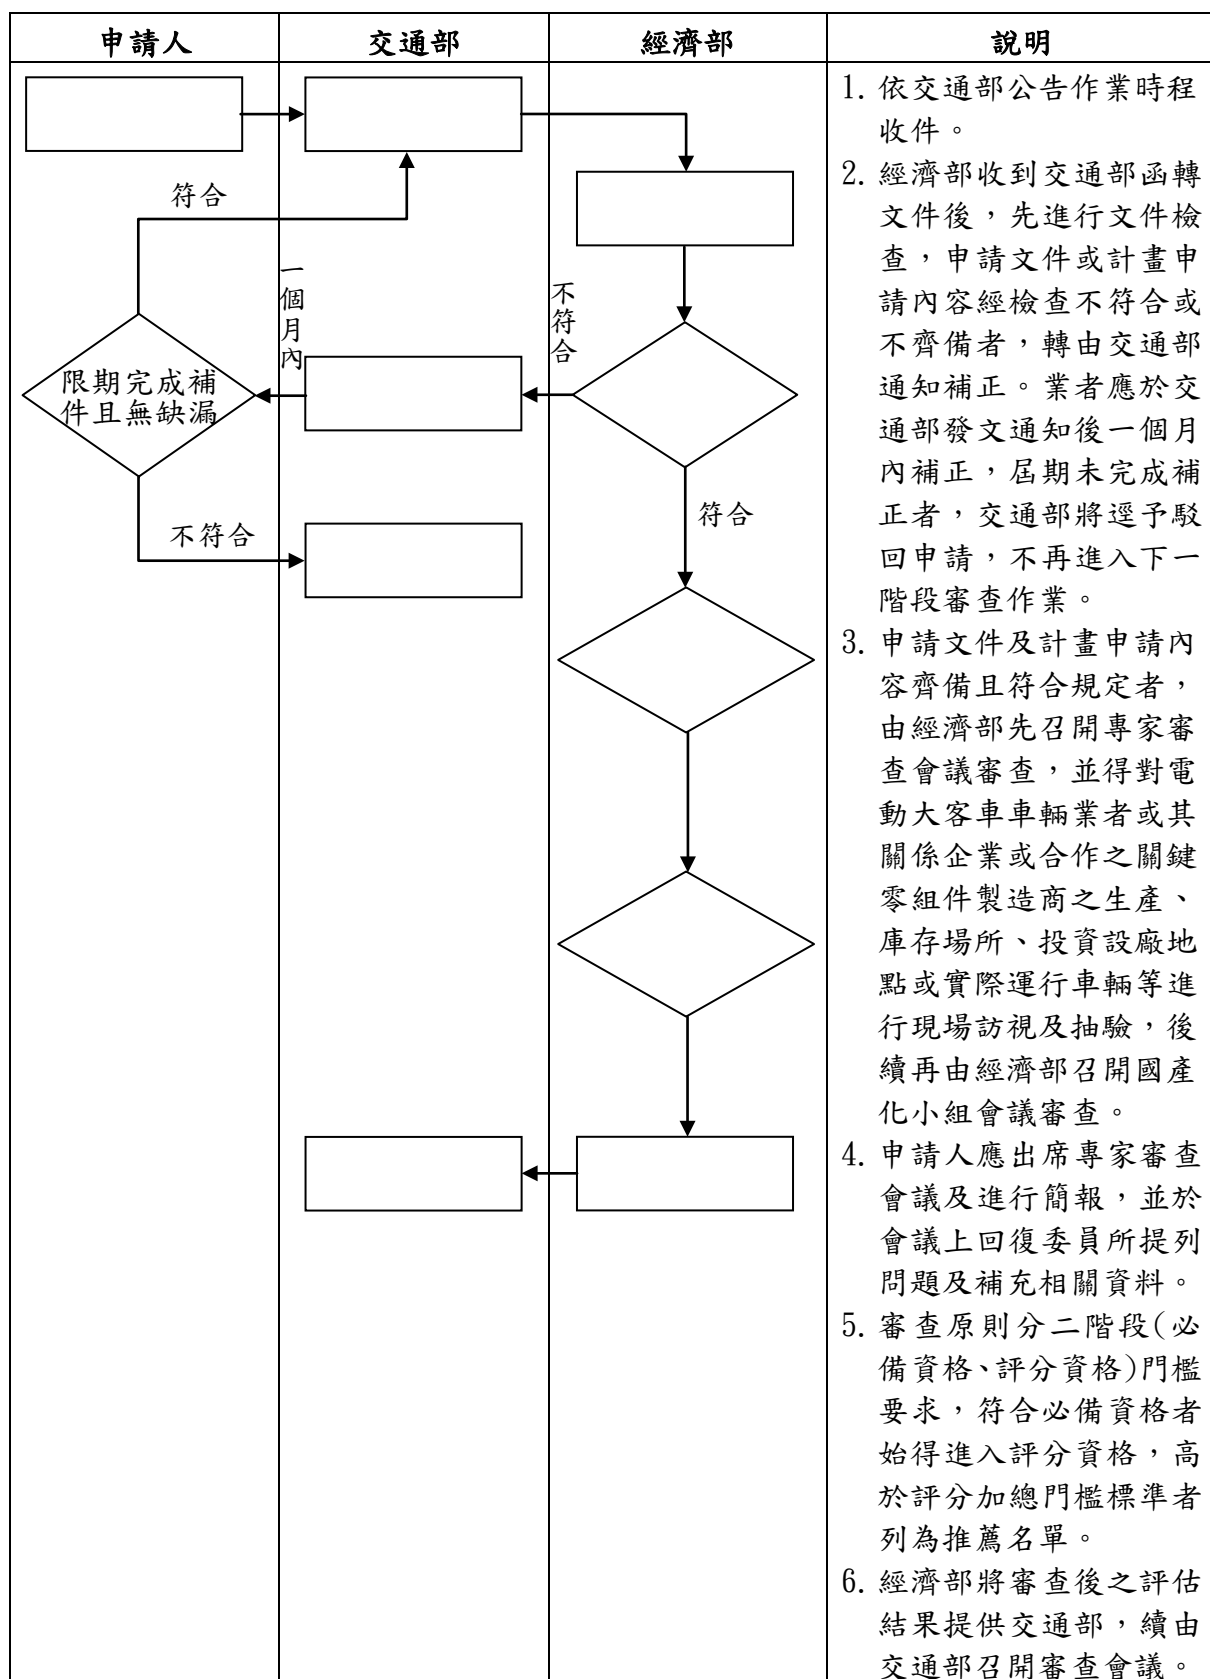 申請人
交通部
經濟部
說明
符合
一個月內
不符合
限期完成補
件且無缺漏
符合
不符合
1. 依交通部公告作業時程
收件。
2. 經濟部收到交通部函轉
文件後，先進行文件檢
查，申請文件或計畫申
請內容經檢查不符合或
不齊備者，轉由交通部
通知補正。業者應於交
通部發文通知後一個月
內補正，屆期未完成補
正者，交通部將逕予駁
回申請，不再進入下一
階段審查作業。
3. 申請文件及計畫申請內
容齊備且符合規定者，
由經濟部先召開專家審
查會議審查，並得對電
動大客車車輛業者或其
關係企業或合作之關鍵
零組件製造商之生產、
庫存場所、投資設廠地
點或實際運行車輛等進
行現場訪視及抽驗，後
續再由經濟部召開國產
化小組會議審查。
4. 申請人應出席專家審查
會議及進行簡報，並於
會議上回復委員所提列
問題及補充相關資料。
5. 審查原則分二階段(必
備資格、評分資格)門檻
要求，符合必備資格者
始得進入評分資格，高
於評分加總門檻標準者
列為推薦名單。
6. 經濟部將審查後之評估
結果提供交通部，續由
交通部召開審查會議。